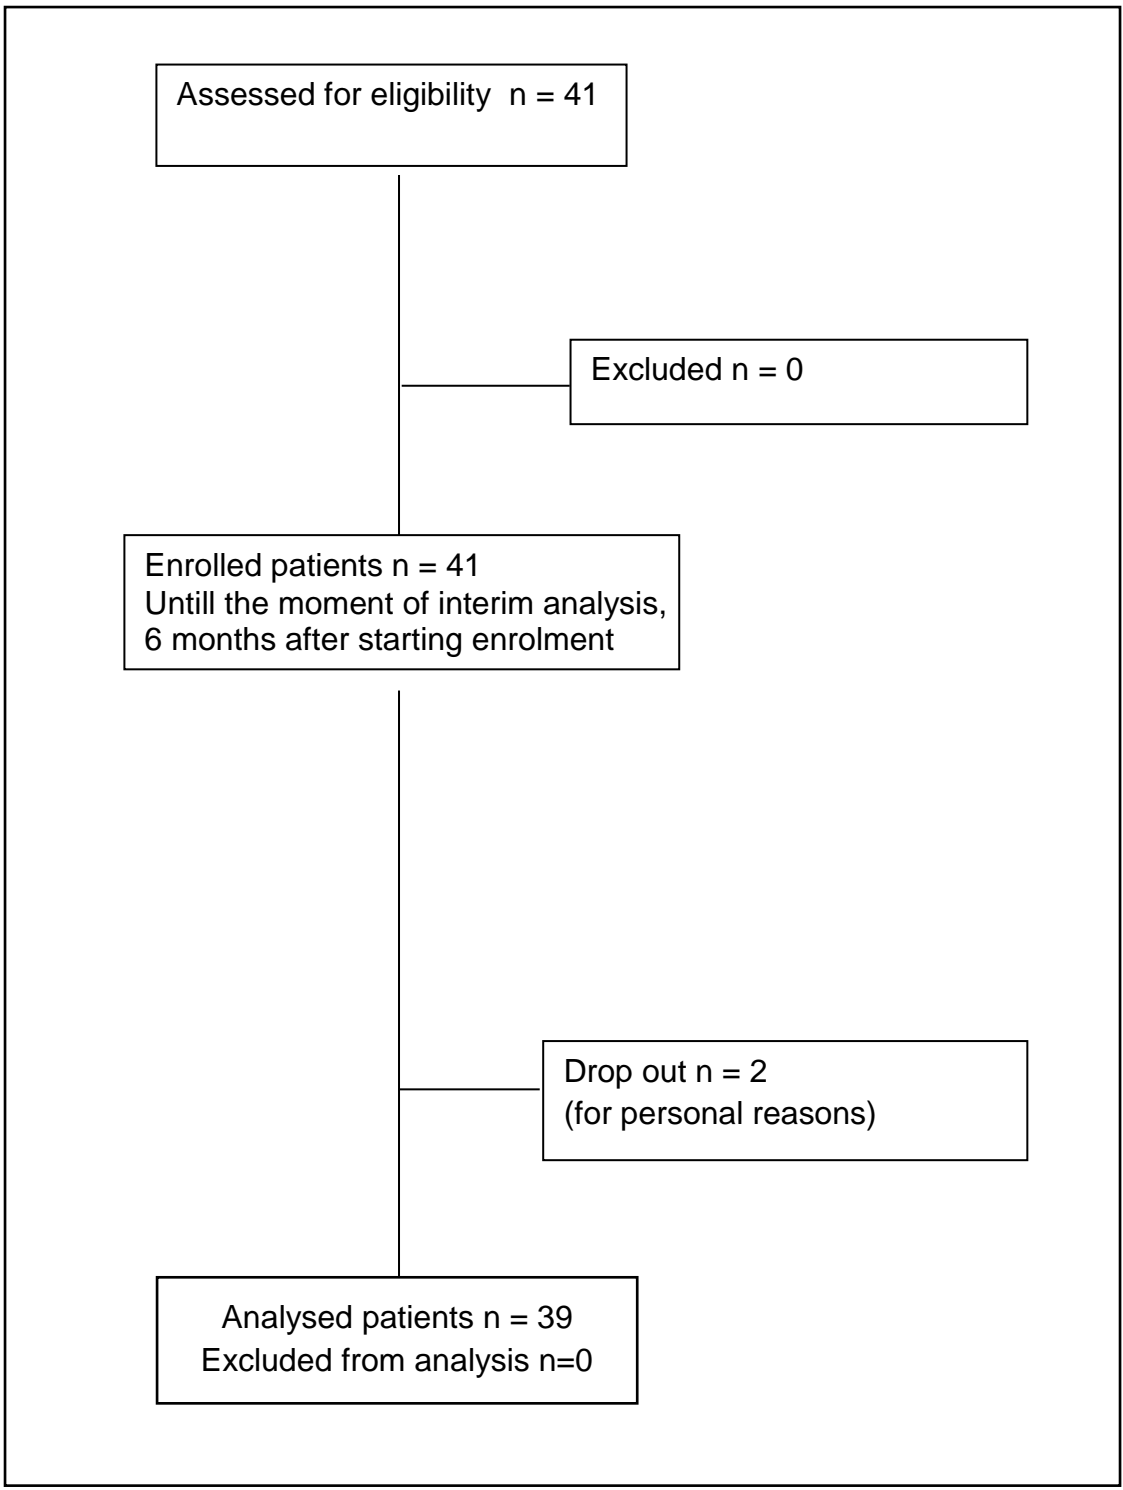 Assessed for eligibility  n = 41
Excluded n = 0
Enrolled patients n = 41
Untill the moment of interim analysis,
6 months after starting enrolment
Drop out n = 2
(for personal reasons)
Analysed patients n = 39
Excluded from analysis n=0